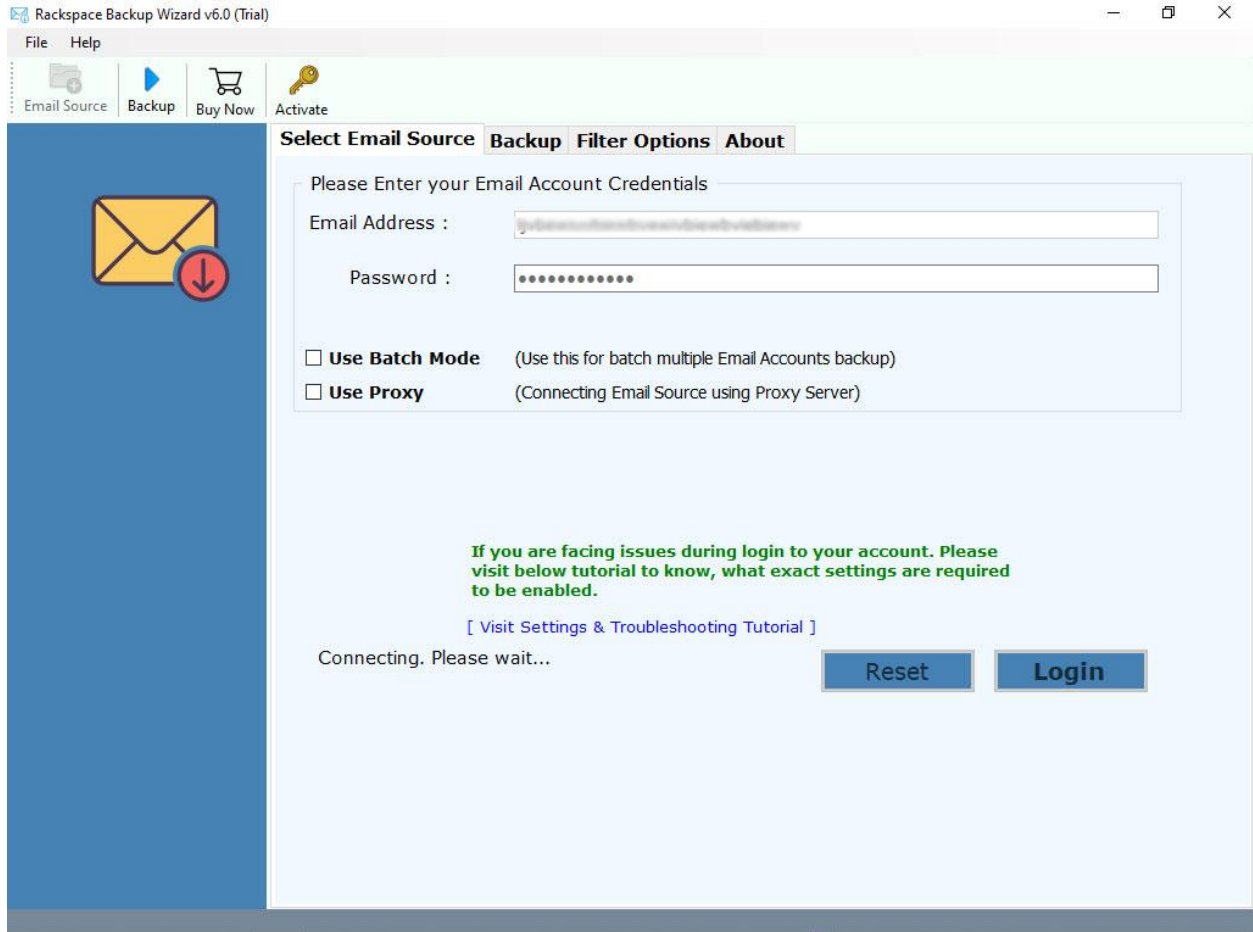 Rackspace Backup Wizard v6.0 (Trial)
File Help
Email Source Backup Buy Now Activate
Select Email Source Backup Filter Options About
Please Enter your Email Account Credentials
Email Address :
Password : ●●●●●●●●●●●●
Use Batch Mode (Use this for batch multiple Email Accounts backup)
Use Proxy (Connecting Email Source using Proxy Server)
If you are facing issues during login to your account. Please
visit below tutorial to know, what exact settings are required
to be enabled.
[ Visit Settings & Troubleshooting Tutorial ]
Connecting. Please wait...
Reset Login